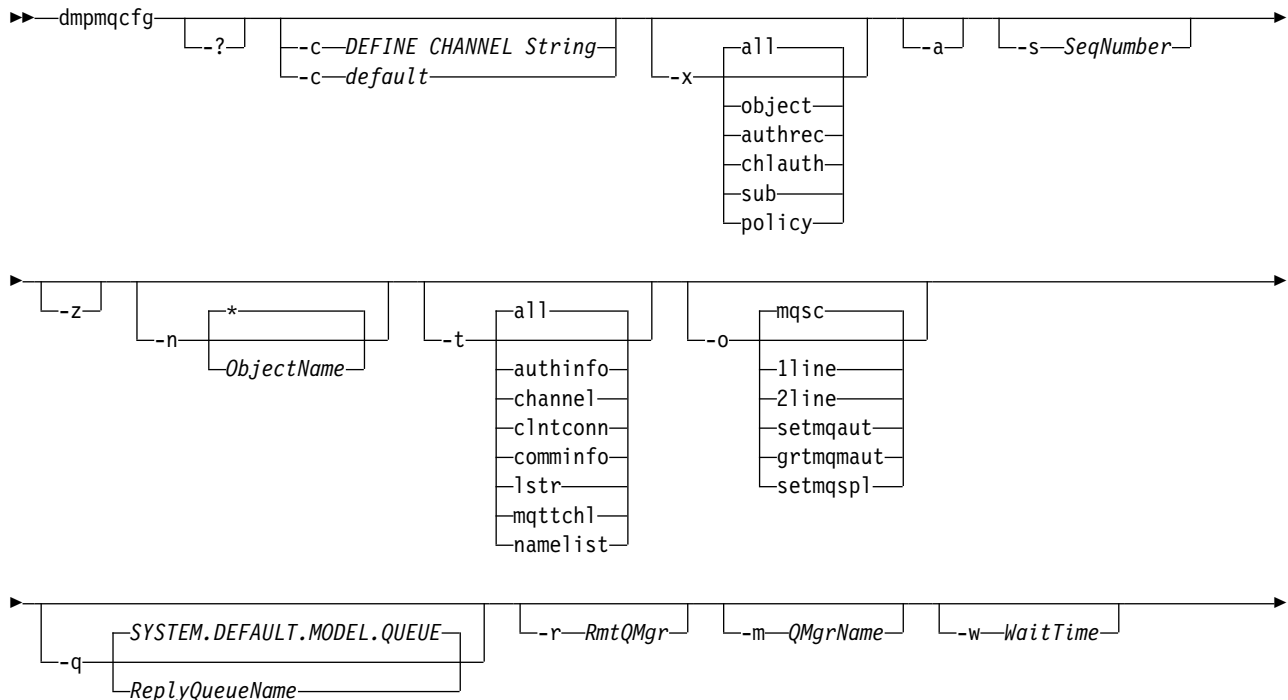 dmpmqcfg
-?
-c DEFINE CHANNEL String
-c default
-x
all
object
authrec
chlauth
sub
policy
-a
-s SeqNumber
-z
-n
*
ObjectName
-t
all
authinfo
channel
clntconn
comminfo
lstr
mqttchl
namelist
-o
mqsc
1line
2line
setmqaut
grtmqmaut
setmqspl
-q
SYSTEM.DEFAULT.MODEL.QUEUE
ReplyQueueName
-r RmtQMgr
-m QMgrName
-w WaitTime